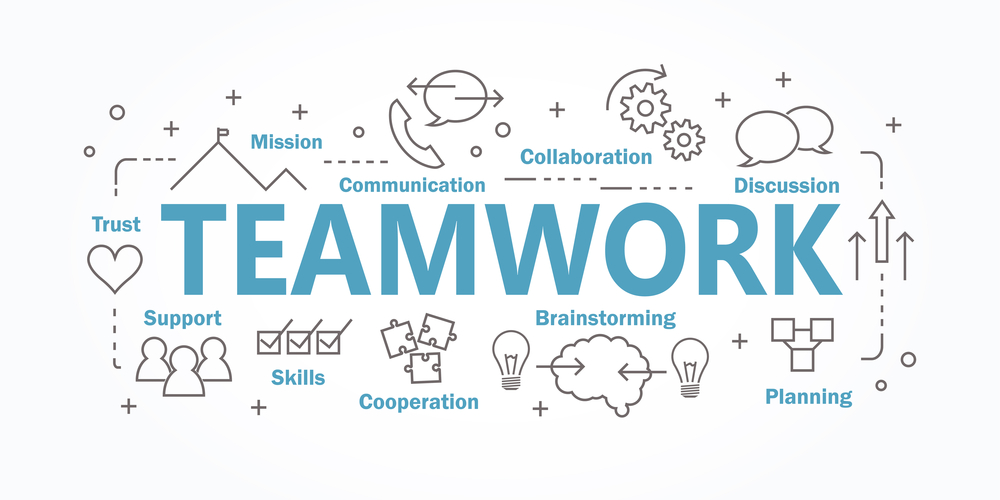 Mission
Collaboration
Communication
Discussion
Trust
TEAMWORK
Support
Brainstorming
Skills
Cooperation
Planning